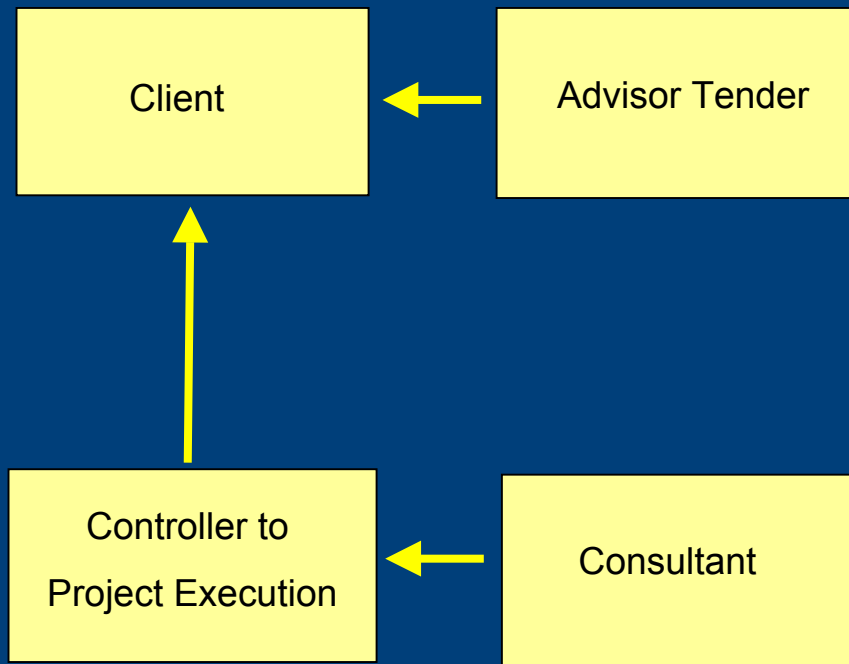 Client
Advisor Tender
Controller to
Project Execution
Consultant